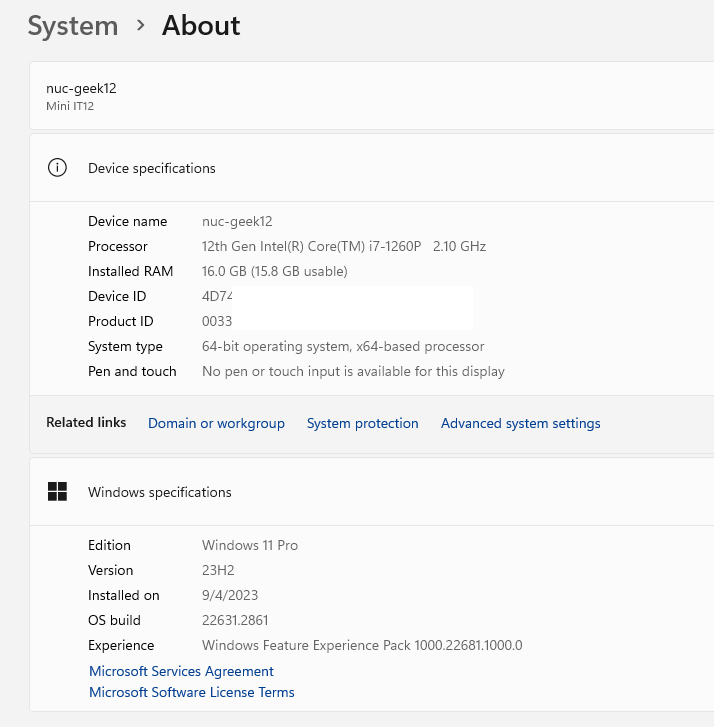 System > About
nuc-geek12
Mini IT12
Device specifications
Device name nuc-geek12
Processor 12th Gen Intel(R) Core(TM) i7-1260P 2.10 GHz
Installed RAM 16.0 GB (15.8 GB usable)
Device ID 4D74
Product ID 0033
System type 64-bit operating system, x64-based processor
Pen and touch No pen or touch input is available for this display
Related links Domain or workgroup System protection Advanced system settings
Windows specifications
Edition Windows 11 Pro
Version 23H2
Installed on 9/4/2023
OS build 22631.2861
Experience Windows Feature Experience Pack 1000.22681.1000.0
Microsoft Services Agreement
Microsoft Software License Terms